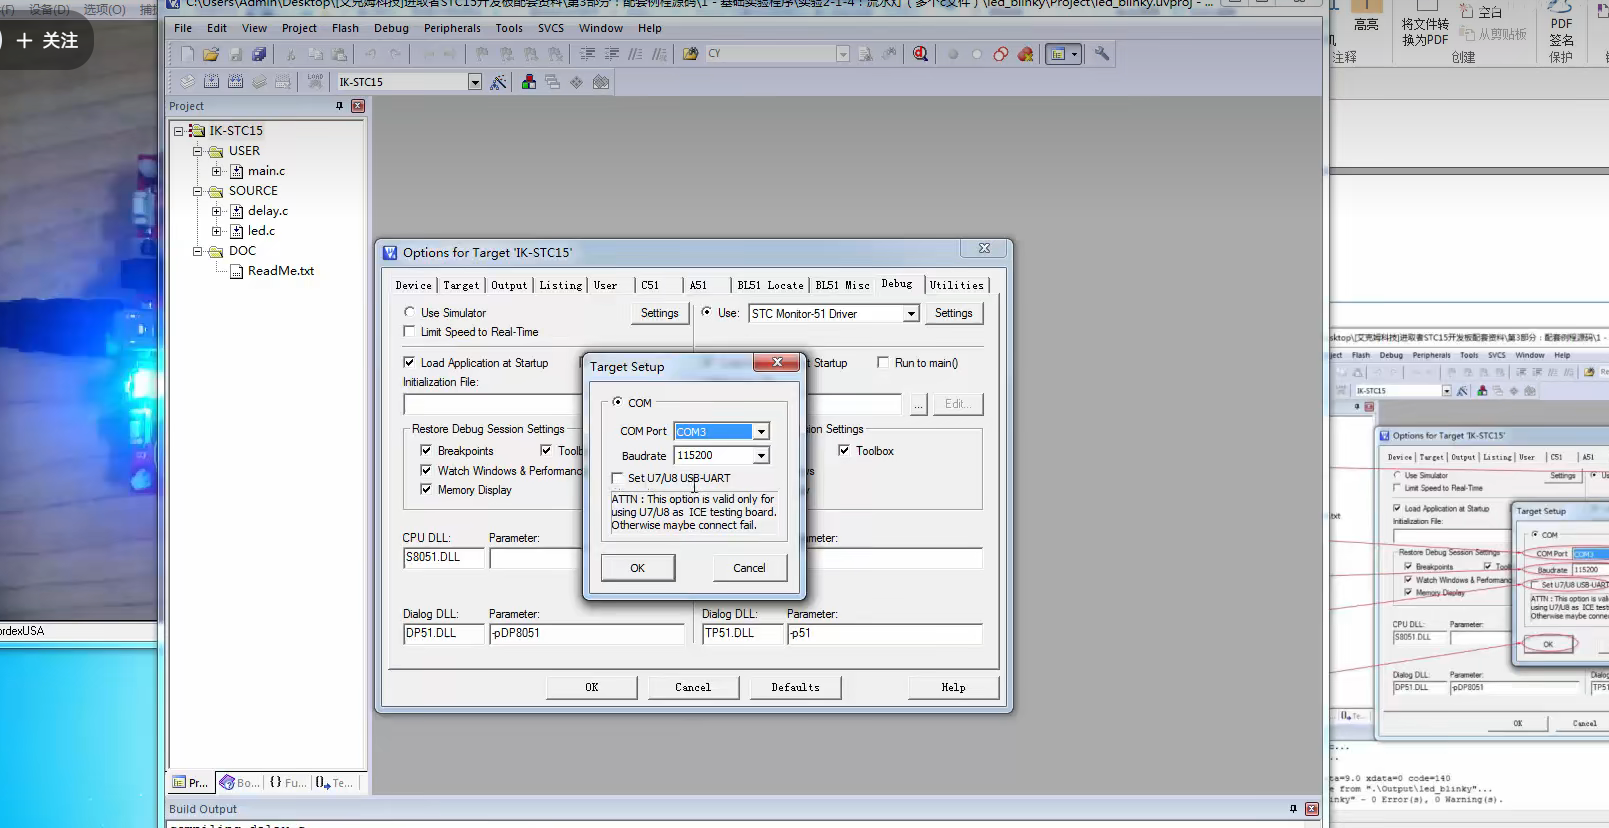 设备(D) 选项(O)
+ 关注
C:\Users\Admin\Desktop\[艾克姆科技]进取者STC15开发板配套资料\第3部分：配套例程源码\1 - 基础实验程序\实验2-1-4：流水灯（多个c文件）\led_blinky\Project\led_blinky.uvproj - ...
File Edit View Project Flash Debug Peripherals Tools SVCS Window Help
CY
LOAD IK-STC15
Project
IK-STC15
USER
main.c
SOURCE
delay.c
led.c
DOC
ReadMe.txt
Options for Target 'IK-STC15'
Device Target Output Listing User C51 A51 BL51 Locate BL51 Misc Debug Utilities
Use Simulator Settings Use: STC Monitor-51 Driver Settings
Limit Speed to Real-Time
Load Application at Startup t Startup Run to main()
Initialization File:
... Edit...
Restore Debug Session Settings ion Settings
Breakpoints Toolb Toolbox
Watch Windows & Performanc
Memory Display
CPU DLL: Parameter: meter:
S8051.DLL
Dialog DLL: Parameter: Dialog DLL: Parameter:
DP51.DLL -pDP8051 TP51.DLL -p51
OK Cancel Defaults Help
Target Setup
COM
COM Port COM3
Baudrate 115200
Set U7/U8 USB-UART
ATTN : This option is valid only for
using U7/U8 as ICE testing board.
Otherwise maybe connect fail.
OK Cancel
Pr... Bo... {} Fu... Te...
Build Output
compiling delay.c
ordexUSA
高亮
注释
将文件转
换为PDF
空白
从剪贴板
创建
PDF
签名
保护
sktop\[艾克姆科技]进取者STC15开发板配套资料\第3部分：配套例程源码\1 -
ject Flash Debug Peripherals Tools SVCS Window Help
IK-STC15
Options for Target 'IK-STC15'
Device Target Output Listing User C51 A51
Use Simulator Settings
Limit Speed to Real-Time
Load Application at Startup
Initialization File:
Restore Debug Session Settings
Breakpoints
Watch Windows & Performanc
Memory Display
CPU DLL: Parameter:
S8051.DLL
Dialog DLL: Parameter:
DP51.DLL -pDP8051
OK Cancel
Target Setup
COM
COM Port COM3
Baudrate 115200
Set U7/U8 USB-UART
ATTN : This option is vali
using U7/U8 as ICE test
Otherwise maybe connec
OK
txt
Te...
c...
ta=9.0 xdata=0 code=140
e from ".\Output\led_blinky"...
inky" - 0 Error(s), 0 Warning(s).